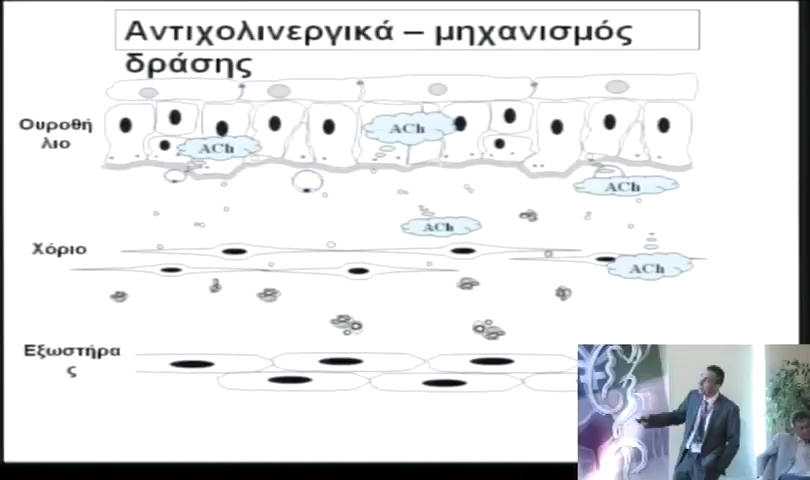 Αντιχολινεργικά – μηχανισμός
δράσης
Ουροθή
λιο
ACh
ACh
ACh
ACh
Χόριο
ACh
Εξωστήρα
ς